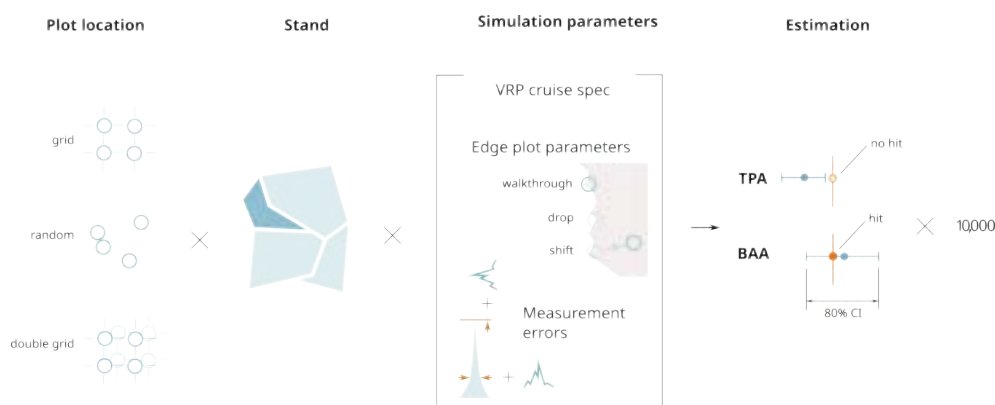 Plot location
Stand
Simulation parameters
Estimation
grid
random
double grid
VRP cruise spec
Edge plot parameters
walkthrough
drop
shift
Measurement
errors
TPA
no hit
BAA
hit
80% CI
10,000